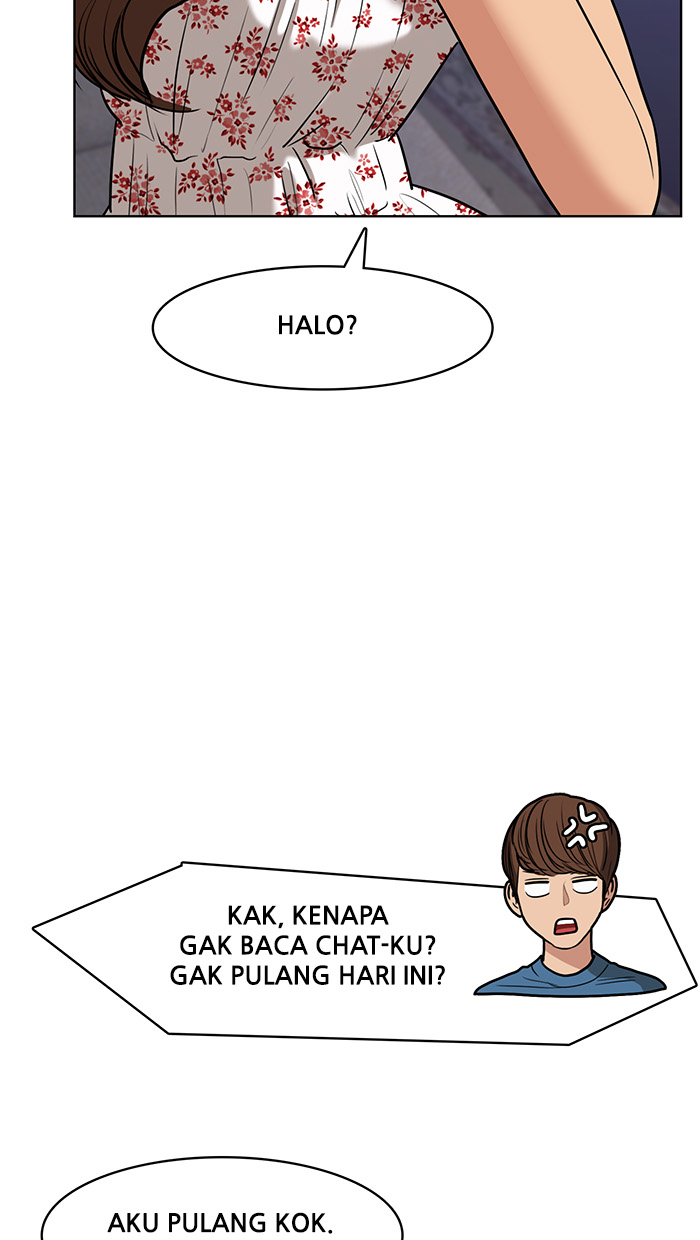 HALO?
KAK, KENAPA
GAK BACA CHAT-KU?
GAK PULANG HARI INI?
AKU PULANG KOK.